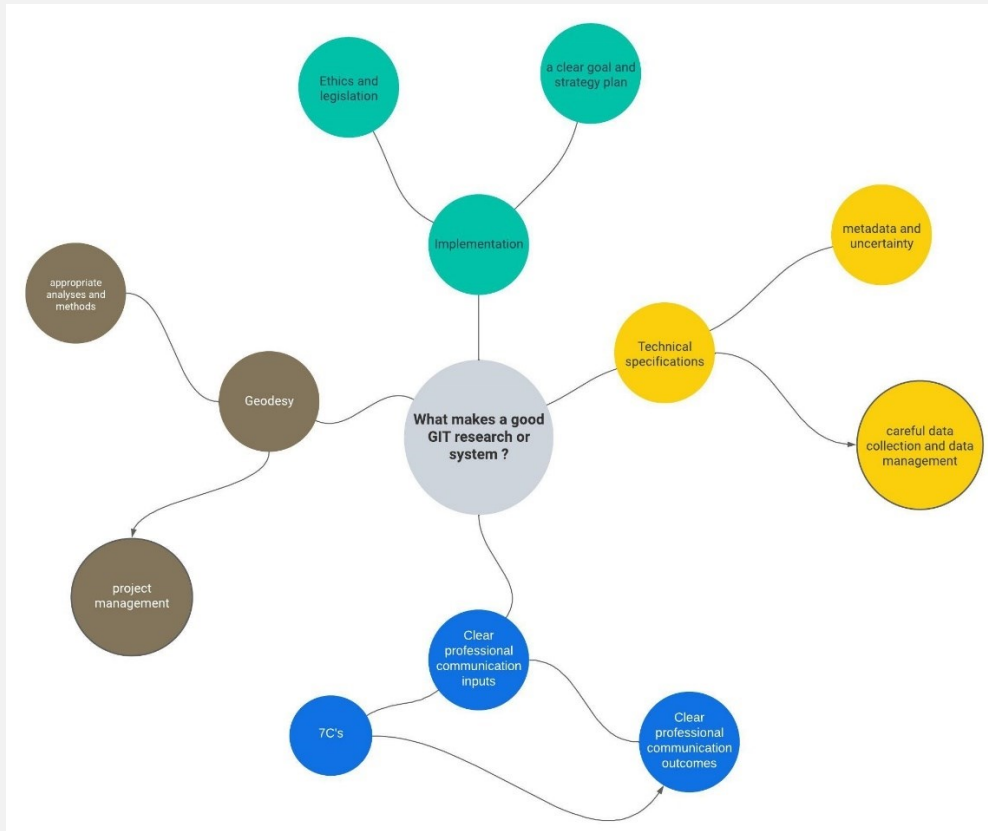 Ethics and
legislation
a clear goal and
strategy plan
Implementation
metadata and
uncertainty
appropriate
analyses and
methods
Technical
specifications
Geodesy
What makes a good
GIT research or
system ?
careful data
collection and data
management
project
management
Clear
professional
communication
inputs
7C's
Clear
professional
communication
outcomes